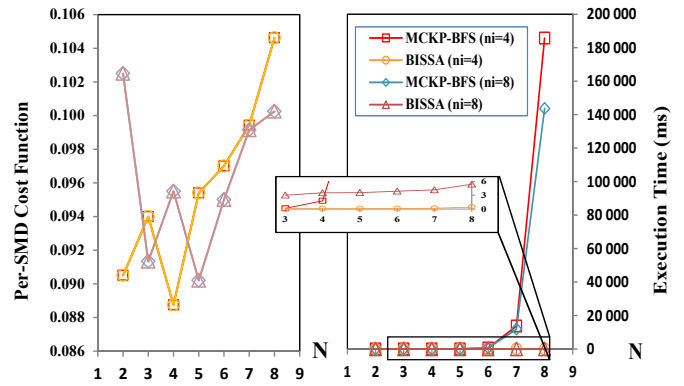 Per-SMD Cost Function
0.106
0.104
0.102
0.100
0.098
0.096
0.094
0.092
0.090
0.088
0.086
1 2 3 4 5 6 7 8 9
N
MCKP-BFS (ni=4)
BISSA (ni=4)
MCKP-BFS (ni=8)
BISSA (ni=8)
6
3
0
3 4 5 6 7 8
200 000
180 000
160 000
140 000
120 000
100 000
80 000
60 000
40 000
20 000
0
1 2 3 4 5 6 7 8 9
N
Execution Time (ms)